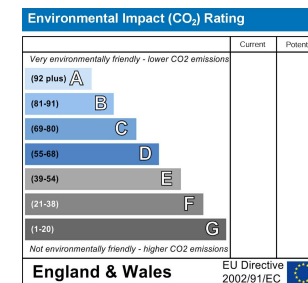 Environmental Impact (CO₂) Rating
Current Potent
Very environmentally friendly - lower CO2 emissions
(92 plus) A
(81-91) B
(69-80) C
(55-68) D
(39-54) E
(21-38) F
(1-20) G
Not environmentally friendly - higher CO2 emissions
England & Wales
EU Directive
2002/91/EC